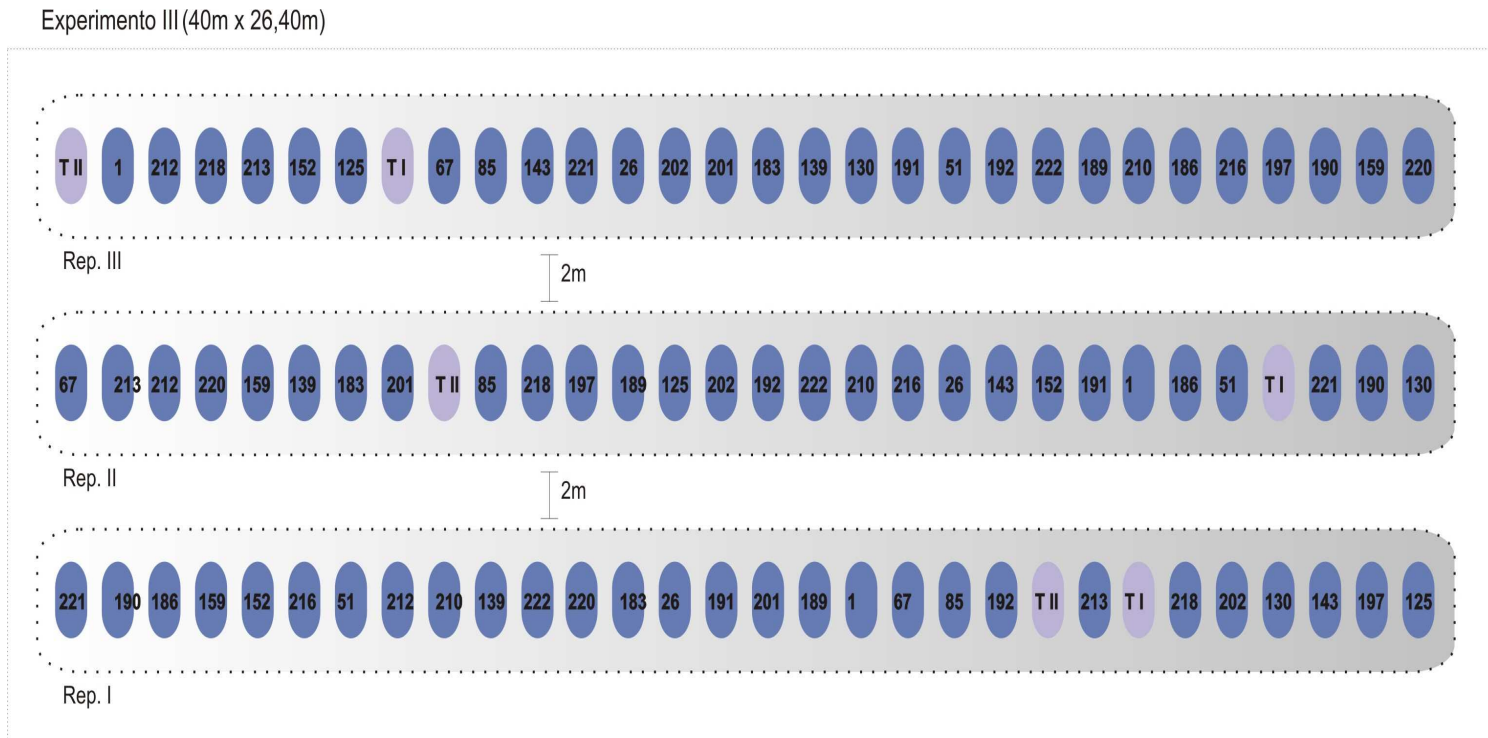 Experimento III (40m x 26,40m)
T II 1 212 218 213 152 125 T I 67 85 143 221 26 202 201 183 139 130 191 51 192 222 189 210 186 216 197 190 159 220
Rep. III
2m
67 213 212 220 159 139 183 201 T II 85 218 197 189 125 202 192 222 210 216 26 143 152 191 1 186 51 T I 221 190 130
Rep. II
2m
221 190 186 159 152 216 51 212 210 139 222 220 183 26 191 201 189 1 67 85 192 T II 213 T I 218 202 130 143 197 125
Rep. I